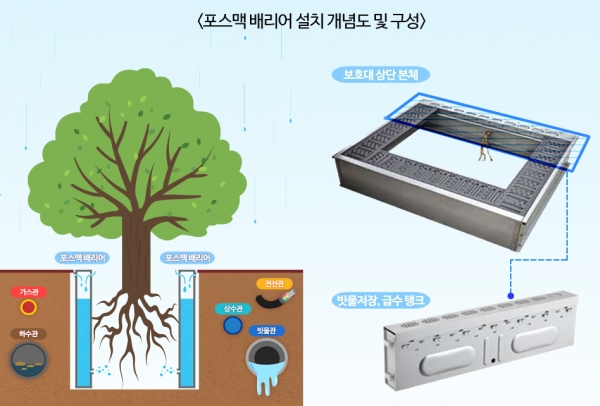 <포스맥 배리어 설치 개념도 및 구성>
보호대 상단 본체
포스맥 배리어
포스맥 배리어
가스관
하수관
전선관
상수관
빗물관
빗물저장, 급수 탱크